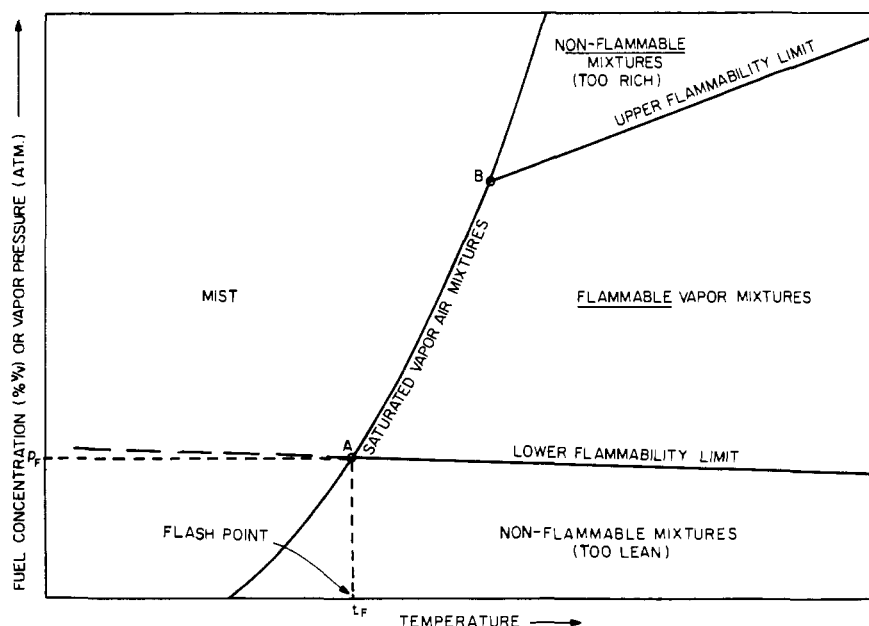 NON-FLAMMABLE
MIXTURES
(TOO RICH)
UPPER FLAMMABILITY LIMIT
FUEL CONCENTRATION (% V/V) OR VAPOR PRESSURE (ATM.)
B
MIST
SATURATED VAPOR AIR MIXTURES
FLAMMABLE VAPOR MIXTURES
A
PF
LOWER FLAMMABILITY LIMIT
FLASH POINT
NON-FLAMMABLE MIXTURES
(TOO LEAN)
tF
TEMPERATURE